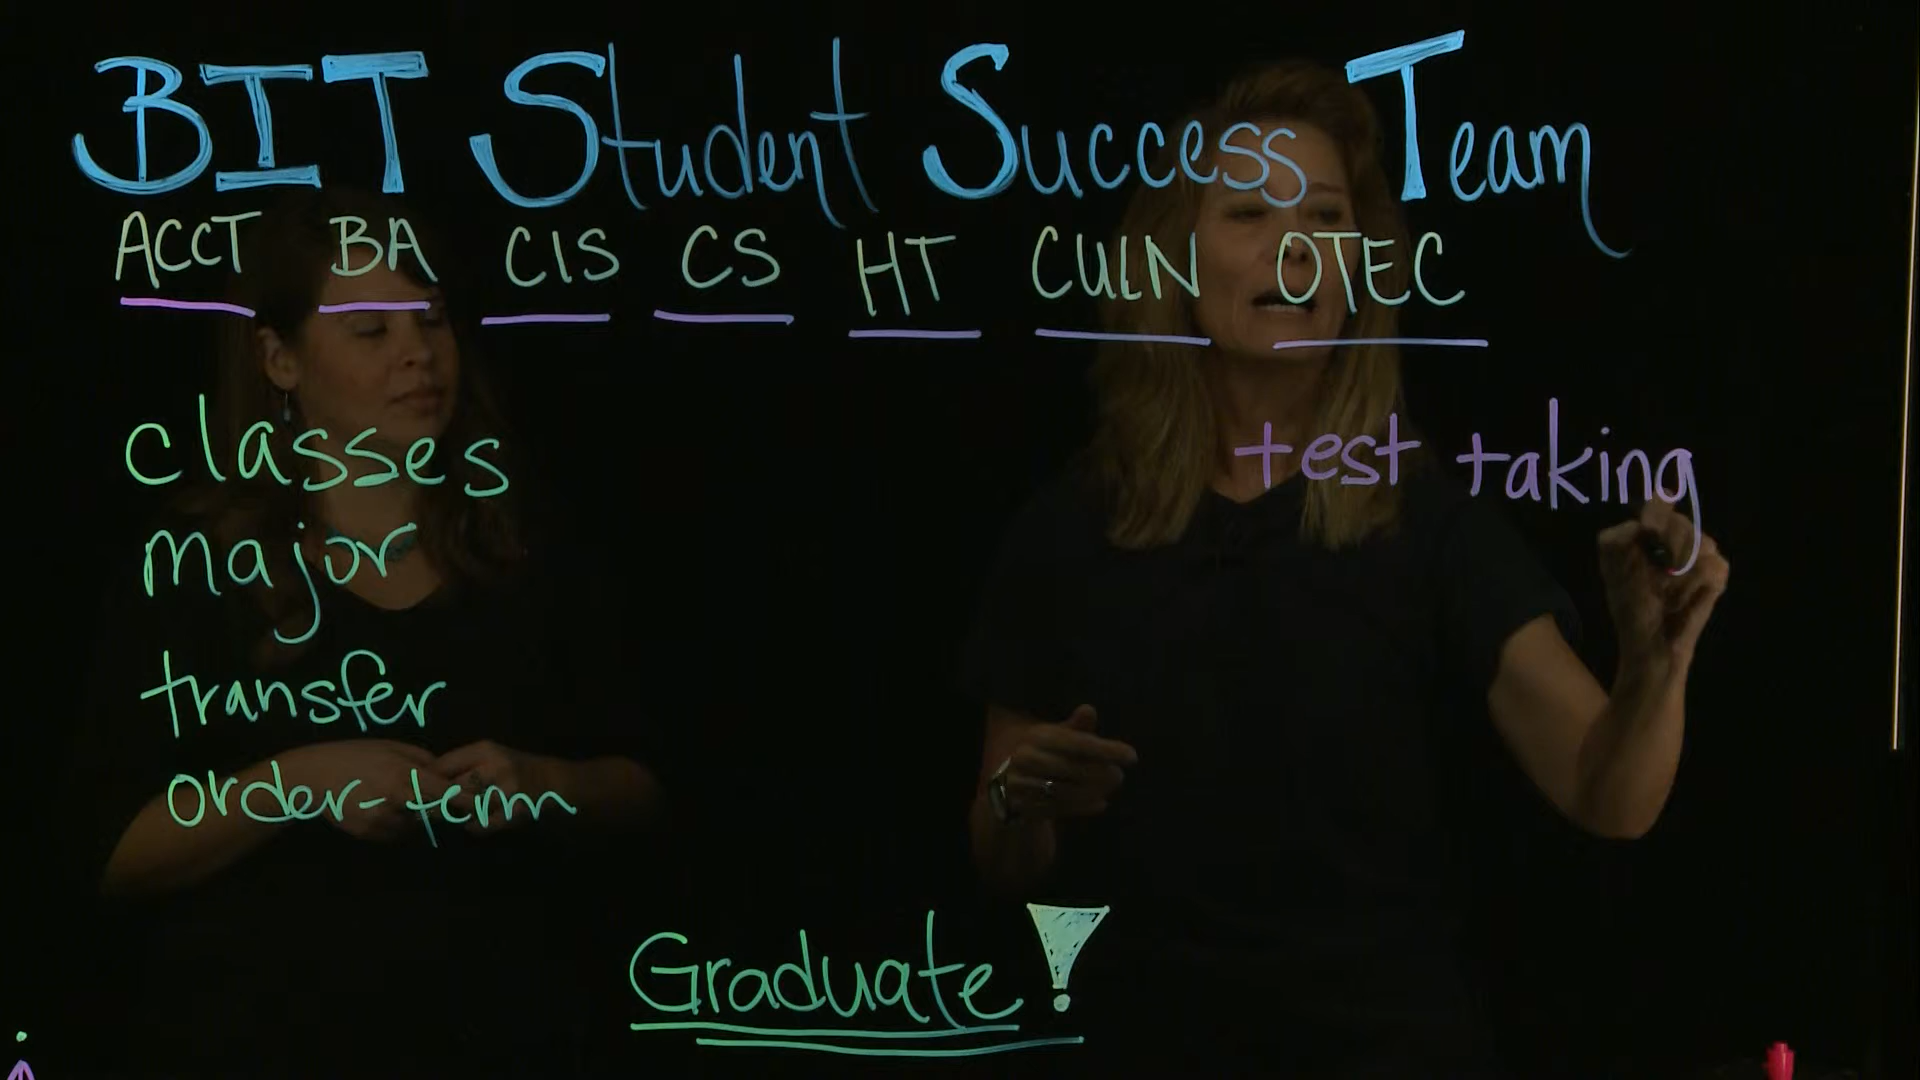 BIT Student Success Team
ACCT BA CIS CS HT CULN OTEC
classes
test taking
major
transfer
order-term
Graduate!